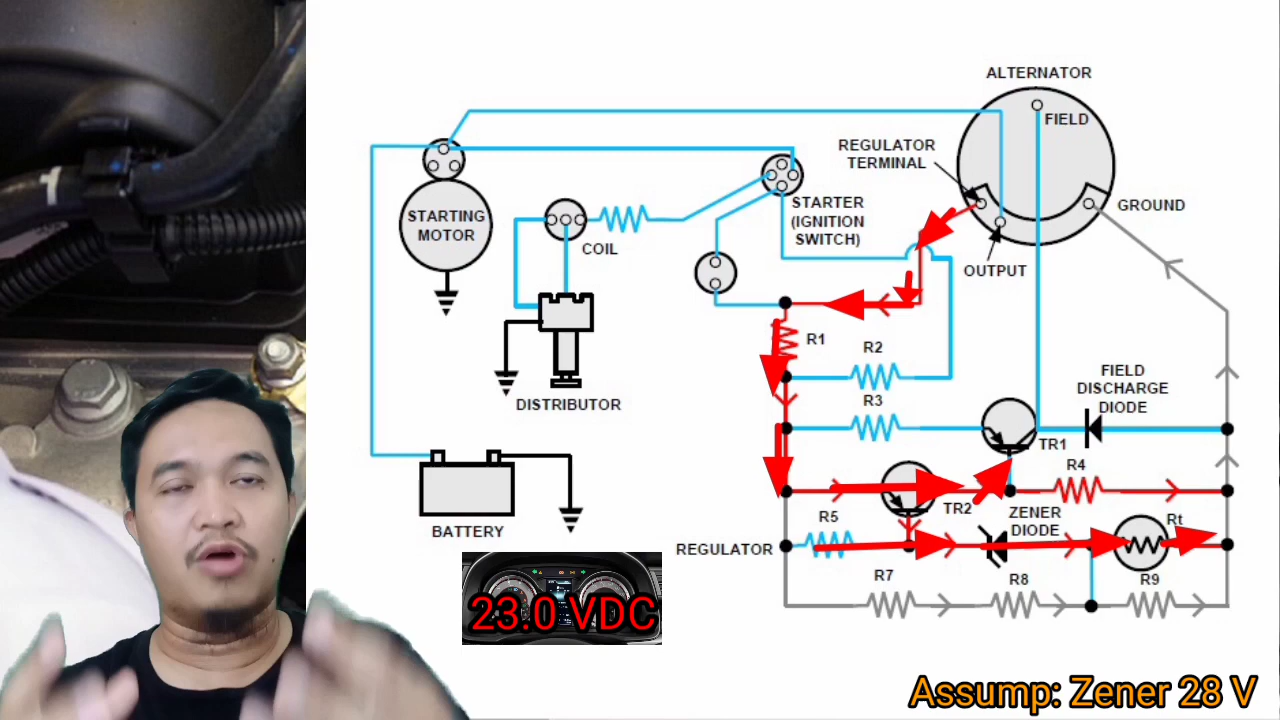 ALTERNATOR
FIELD
REGULATOR
TERMINAL
GROUND
OUTPUT
STARTING
MOTOR
COIL
STARTER
(IGNITION
SWITCH)
DISTRIBUTOR
BATTERY
R1
R2
R3
FIELD
DISCHARGE
DIODE
TR1
R4
TR2
ZENER
DIODE
Rt
R5
REGULATOR
R7
R8
R9
23.0 VDC
Assump: Zener 28 V